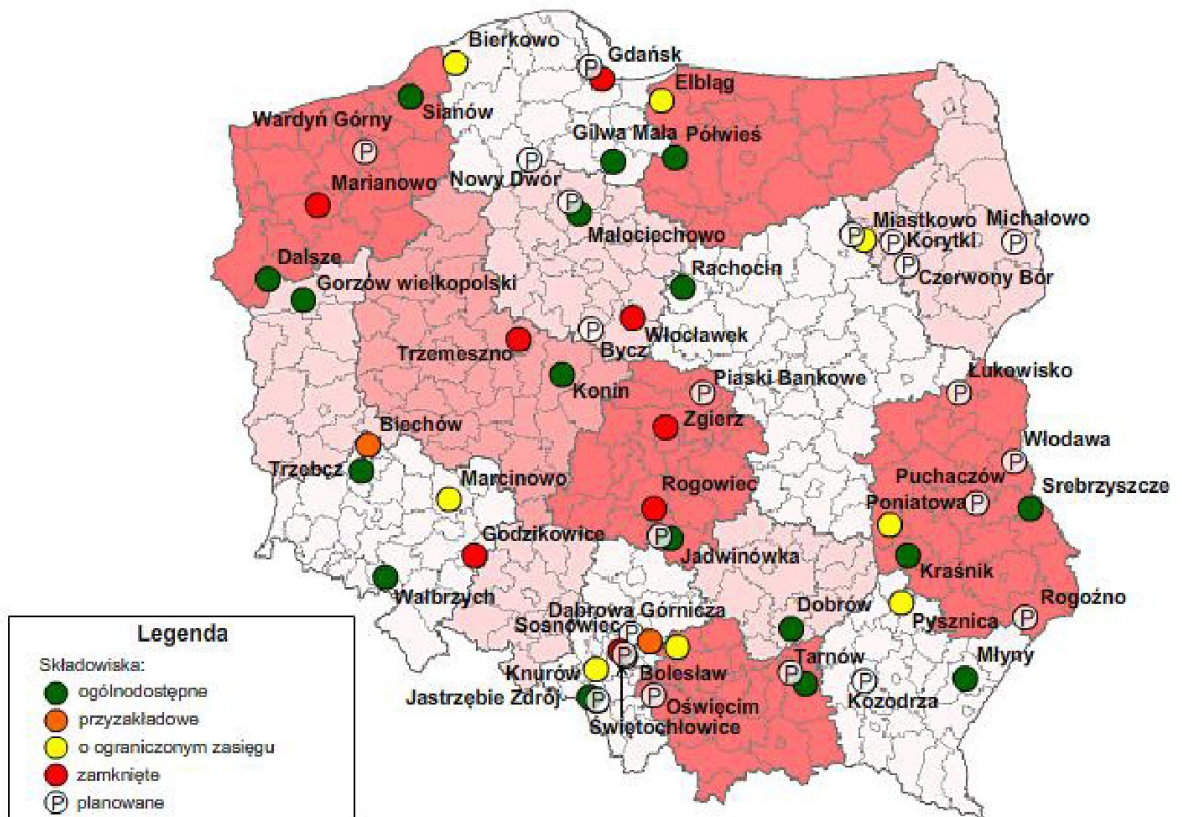 Bierkowo
Gdańsk
P
Elbląg
Sianów
Wardyń Górny
P
Gilwa Mała
Półwieś
P
Nowy Dwór
Marianowo
P
Małociechowo
P
Miastkowo
Michałowo
P
Korytki
P
P
Czerwony Bór
Dalsze
Gorzów wielkopolski
Rachocin
Włocławek
P
Bycz
Trzemeszno
Konin
Piaski Bankowe
P
Łukowisko
P
Zgierz
Biechów
Trzebcz
Marcinowo
Włodawa
P
Puchaczów
P
Srebrzyszcze
Poniatowa
Rogowiec
Godzikowice
P
Jadwinówka
Kraśnik
Wałbrzych
Dąbrowa Górnicza
Dobrów
Pysznica
Rogoźno
P
Sosnowiec
P
P
Knurów
Bolesław
Tarnów
P
Młyny
Jastrzębie Zdrój
P
P
Oświęcim
P
Kozodrza
Świętochłowice
Legenda
Składowiska:
ogólnodostępne
przyzakładowe
o ograniczonym zasięgu
zamknięte
P planowane